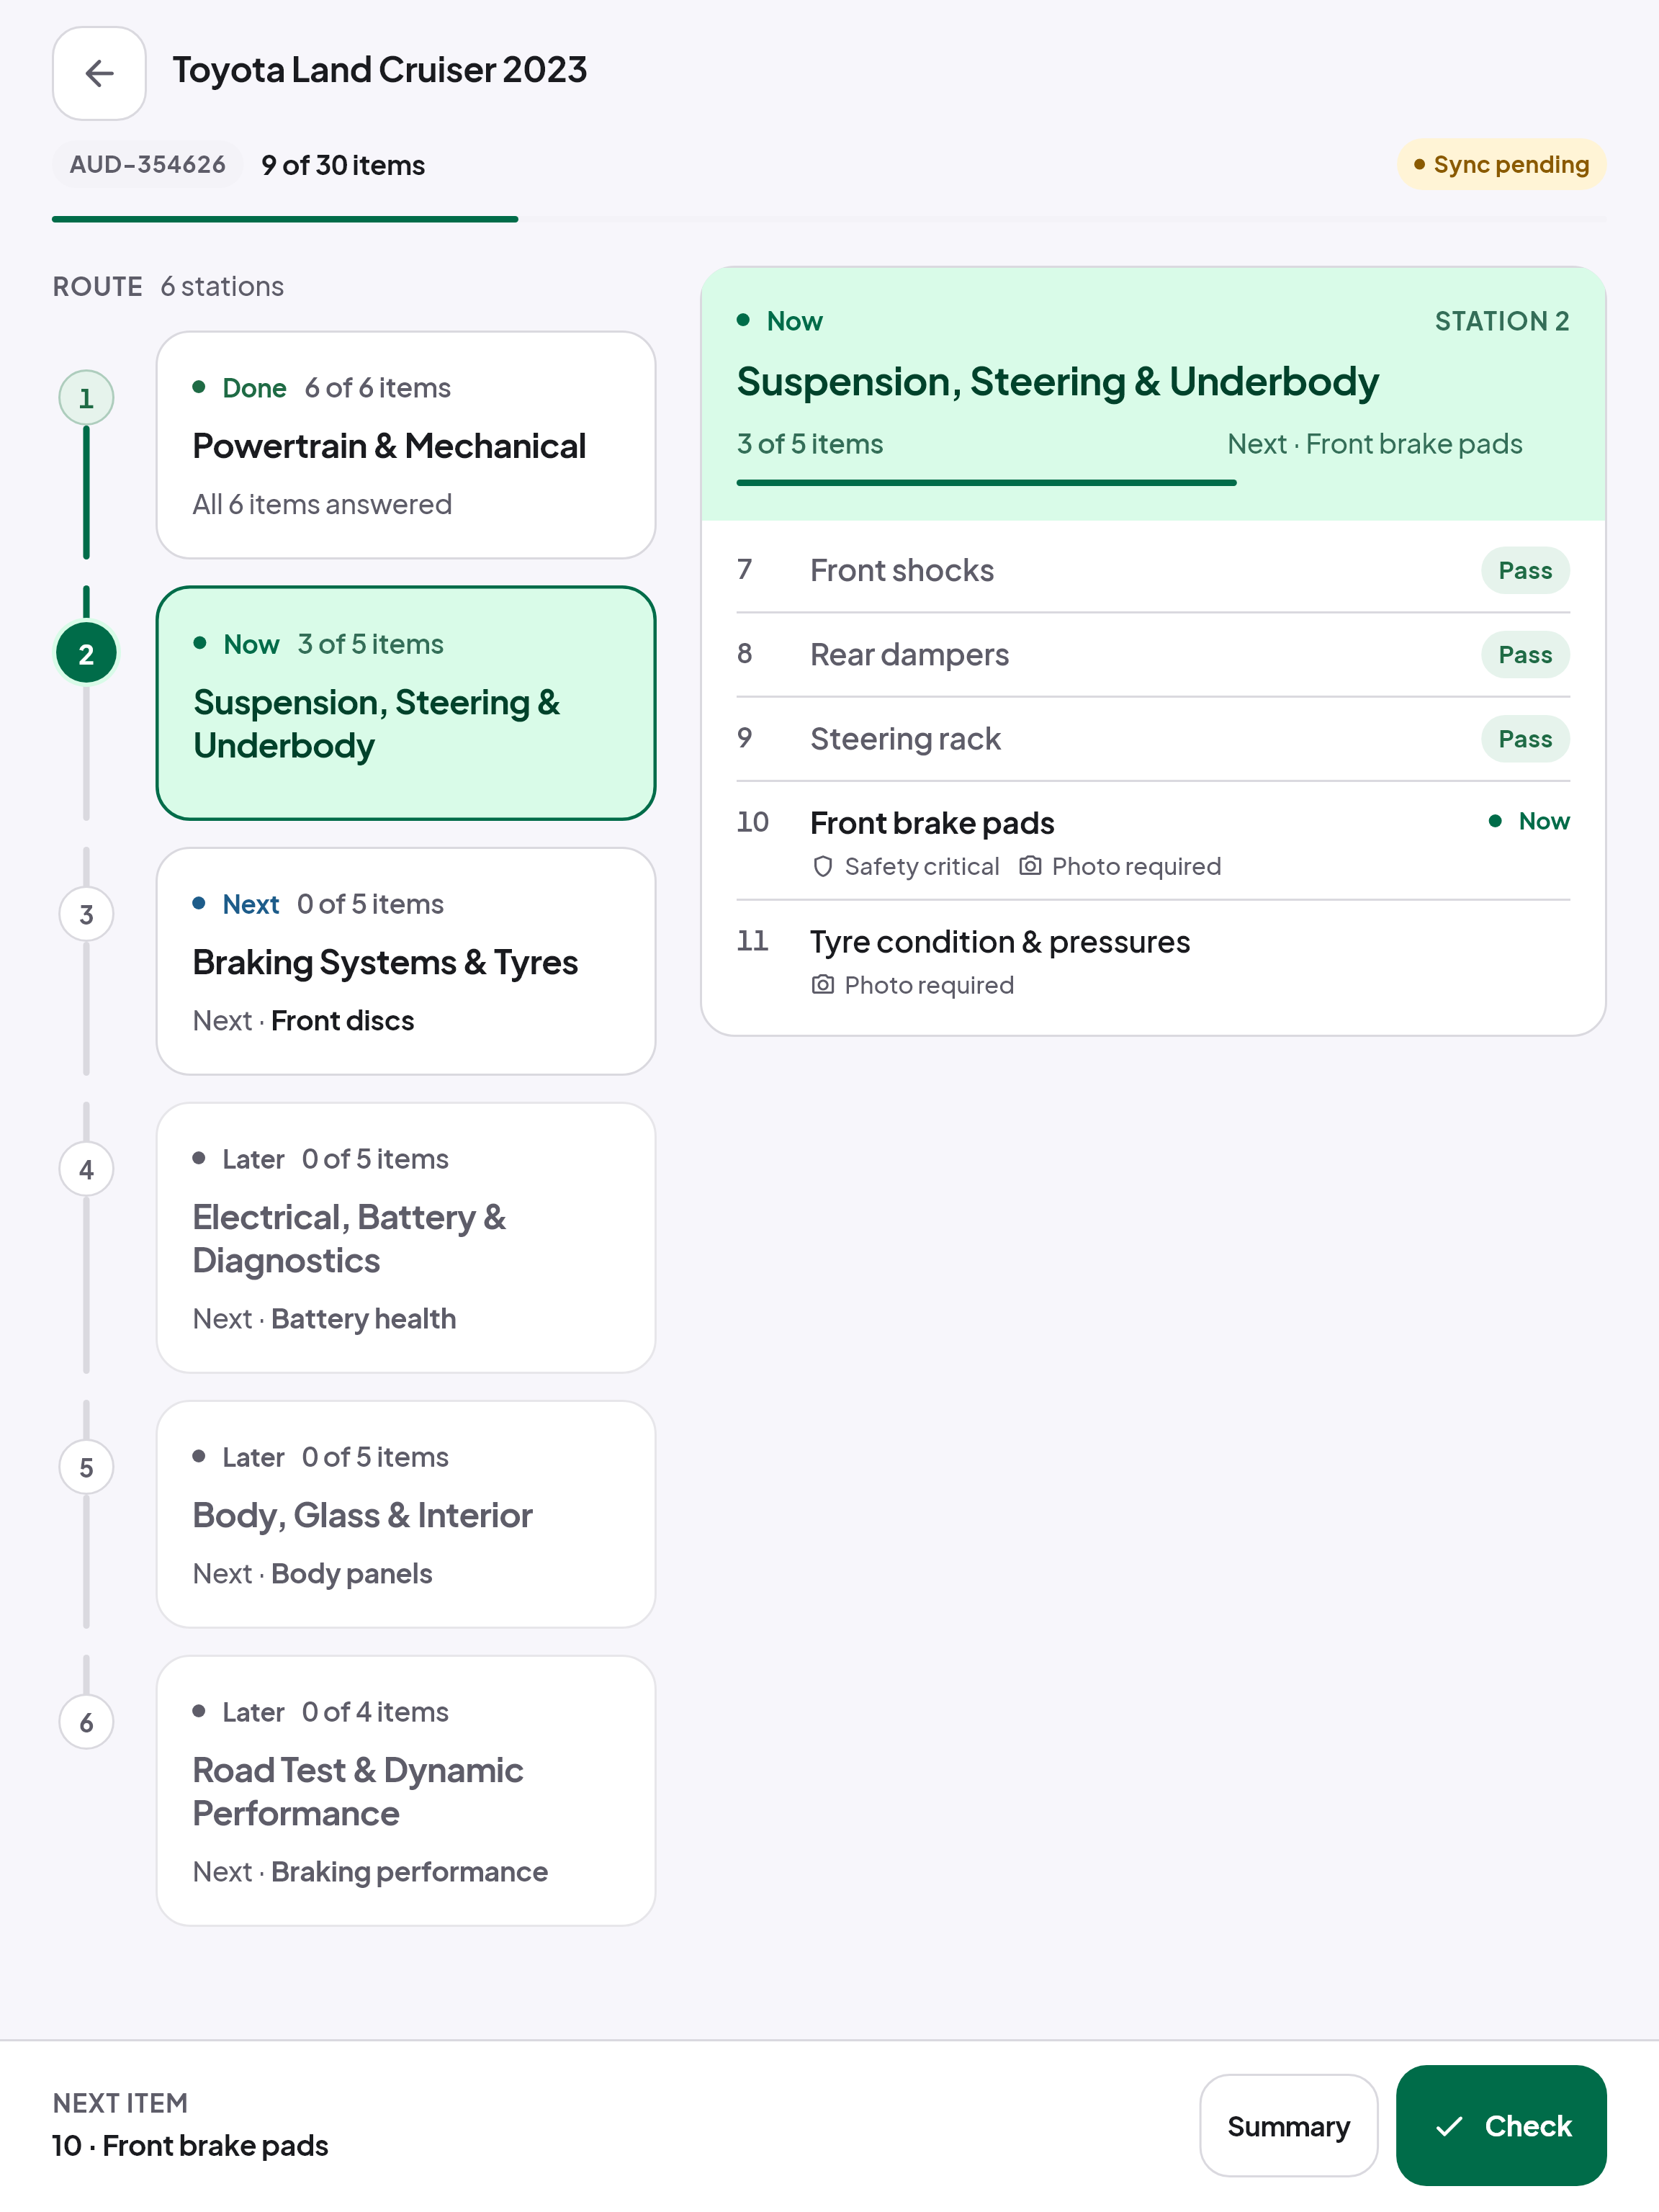 Toyota Land Cruiser 2023
AUD-354626 9 of 30 items
Sync pending
ROUTE 6 stations
1
Done 6 of 6 items
Powertrain & Mechanical
All 6 items answered
2
Now 3 of 5 items
Suspension, Steering &
Underbody
3
Next 0 of 5 items
Braking Systems & Tyres
Next · Front discs
4
Later 0 of 5 items
Electrical, Battery &
Diagnostics
Next · Battery health
5
Later 0 of 5 items
Body, Glass & Interior
Next · Body panels
6
Later 0 of 4 items
Road Test & Dynamic
Performance
Next · Braking performance
Now STATION 2
Suspension, Steering & Underbody
3 of 5 items Next · Front brake pads
7 Front shocks Pass
8 Rear dampers Pass
9 Steering rack Pass
10 Front brake pads Now
Safety critical Photo required
11 Tyre condition & pressures
Photo required
NEXT ITEM
10 · Front brake pads
Summary
Check